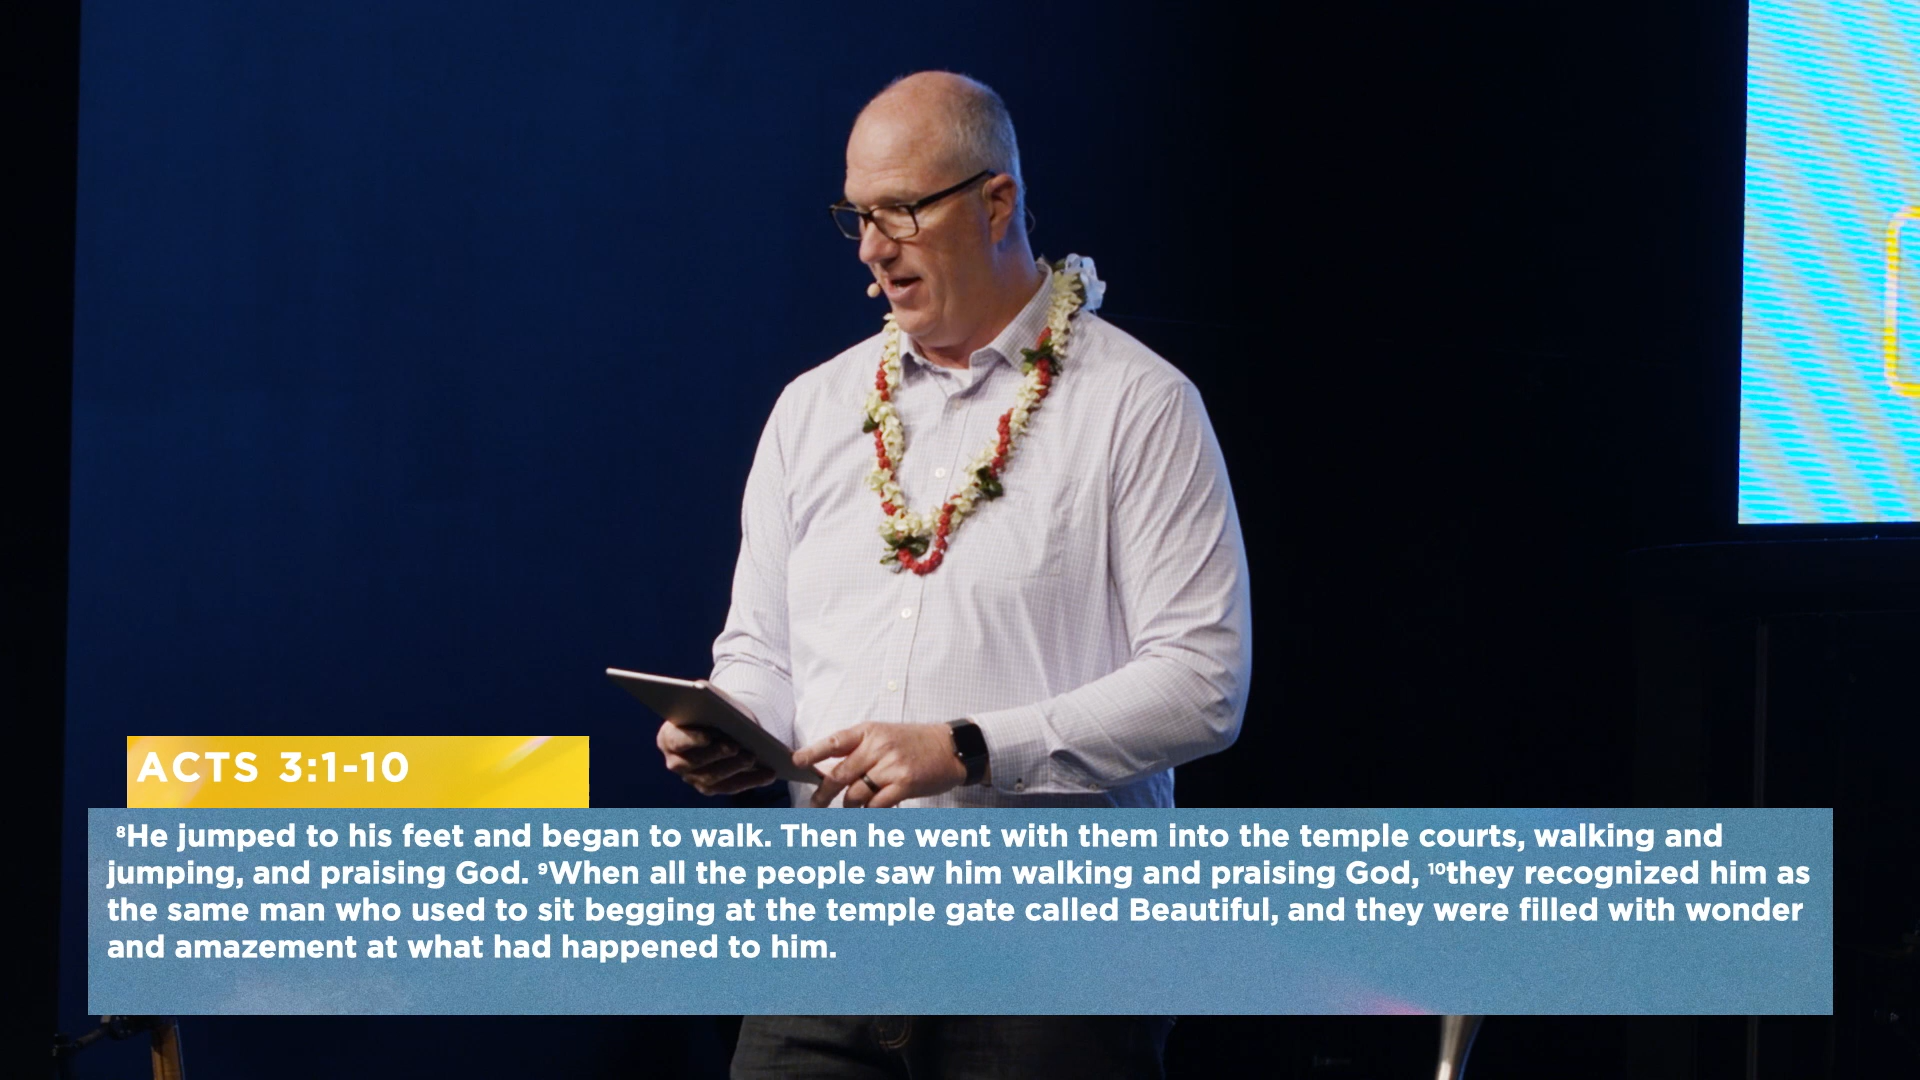 ACTS 3:1-10
⁸He jumped to his feet and began to walk. Then he went with them into the temple courts, walking and
jumping, and praising God. ⁹When all the people saw him walking and praising God, ¹⁰they recognized him as
the same man who used to sit begging at the temple gate called Beautiful, and they were filled with wonder
and amazement at what had happened to him.